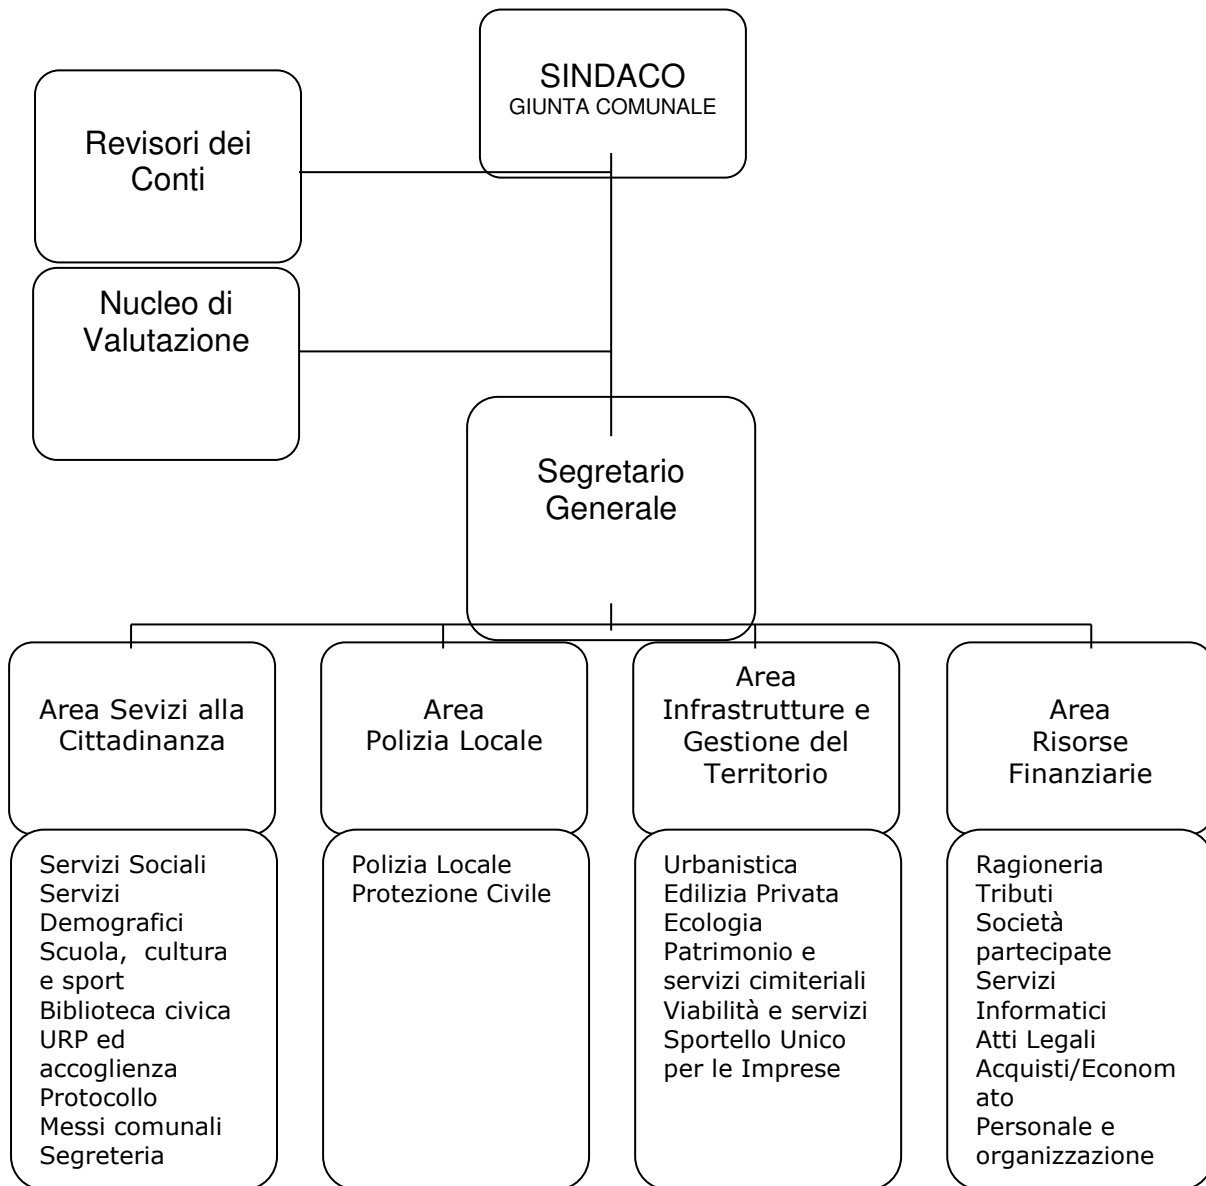 SINDACO
GIUNTA COMUNALE
Revisori dei
Conti
Nucleo di
Valutazione
Segretario
Generale
Area Sevizi alla
Cittadinanza
Area
Polizia Locale
Area
Infrastrutture e
Gestione del
Territorio
Area
Risorse
Finanziarie
Servizi Sociali
Servizi
Demografici
Scuola,  cultura
e sport
Biblioteca civica
URP ed
accoglienza
Protocollo
Messi comunali
Segreteria
Polizia Locale
Protezione Civile
Urbanistica
Edilizia Privata
Ecologia
Patrimonio e
servizi cimiteriali
Viabilità e servizi
Sportello Unico
per le Imprese
Ragioneria
Tributi
Società
partecipate
Servizi
Informatici
Atti Legali
Acquisti/Econom
ato
Personale e
organizzazione